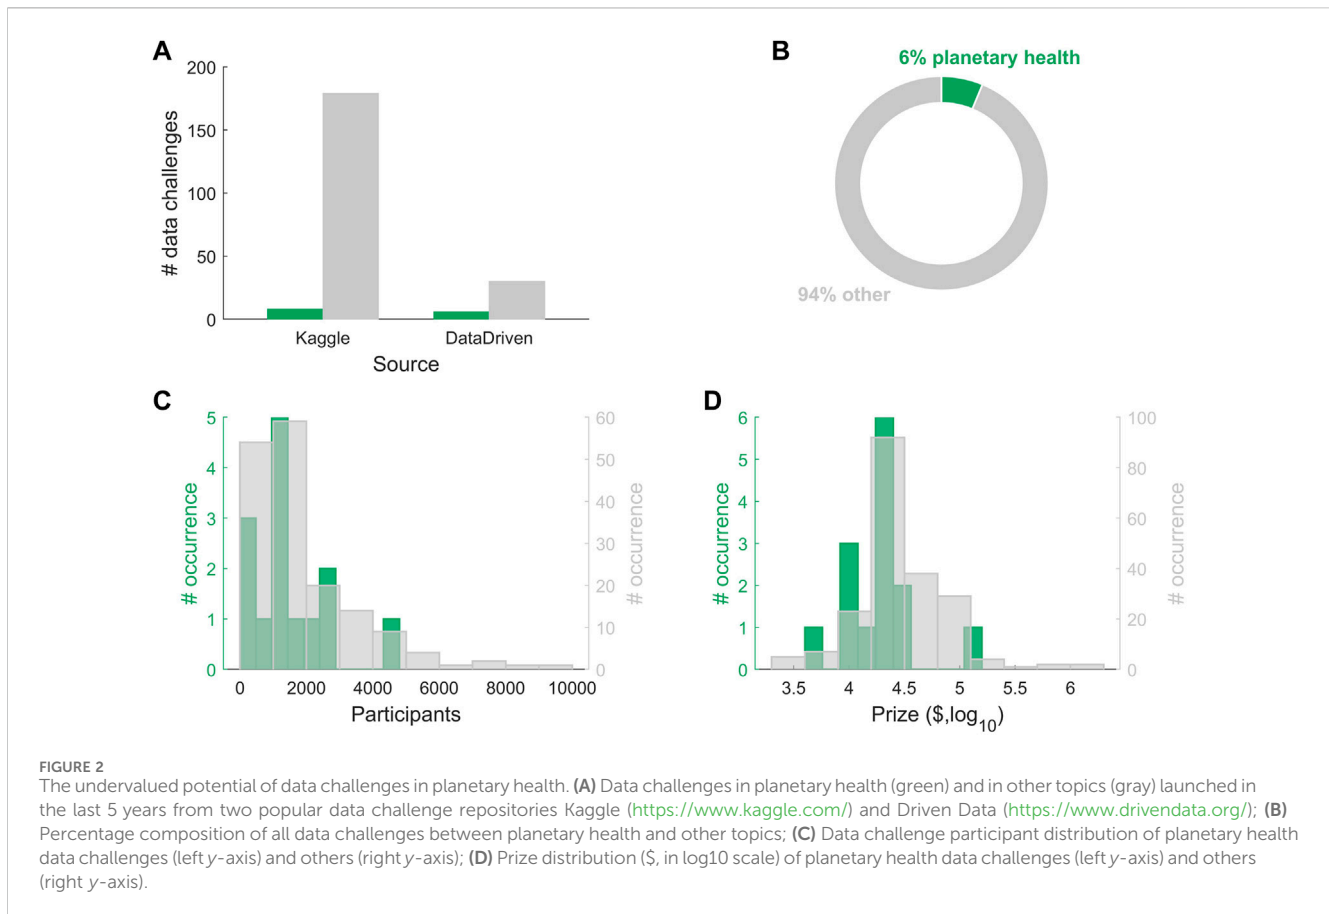 A
200
150
100
50
0
# data challenges
Kaggle
DataDriven
Source
B
6% planetary health
94% other
C
5
4
3
2
1
0
# occurrence
60
50
40
30
20
10
0
# occurrence
0 2000 4000 6000 8000 10000
Participants
D
6
5
4
3
2
1
0
# occurrence
100
80
60
40
20
0
# occurrence
3.5 4 4.5 5 5.5 6
Prize ($,log10)
FIGURE 2
The undervalued potential of data challenges in planetary health. (A) Data challenges in planetary health (green) and in other topics (gray) launched in
the last 5 years from two popular data challenge repositories Kaggle (https://www.kaggle.com/) and Driven Data (https://www.drivendata.org/); (B)
Percentage composition of all data challenges between planetary health and other topics; (C) Data challenge participant distribution of planetary health
data challenges (left y-axis) and others (right y-axis); (D) Prize distribution ($, in log10 scale) of planetary health data challenges (left y-axis) and others
(right y-axis).